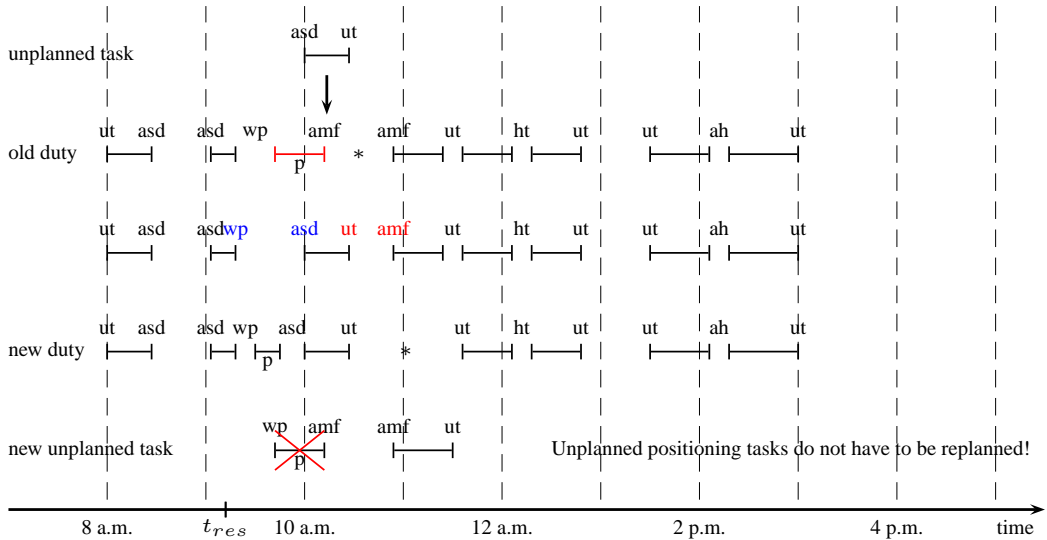 asd ut
unplanned task
ut asd asd wp amf amf ut ht ut ut ah ut
old duty p *
ut asd asd wp asd ut amf ut ht ut ut ah ut
ut asd asd wp asd ut ut ht ut ut ah ut
new duty p *
wp amf amf ut
new unplanned task p Unplanned positioning tasks do not have to be replanned!
8 a.m. t_res 10 a.m. 12 a.m. 2 p.m. 4 p.m. time